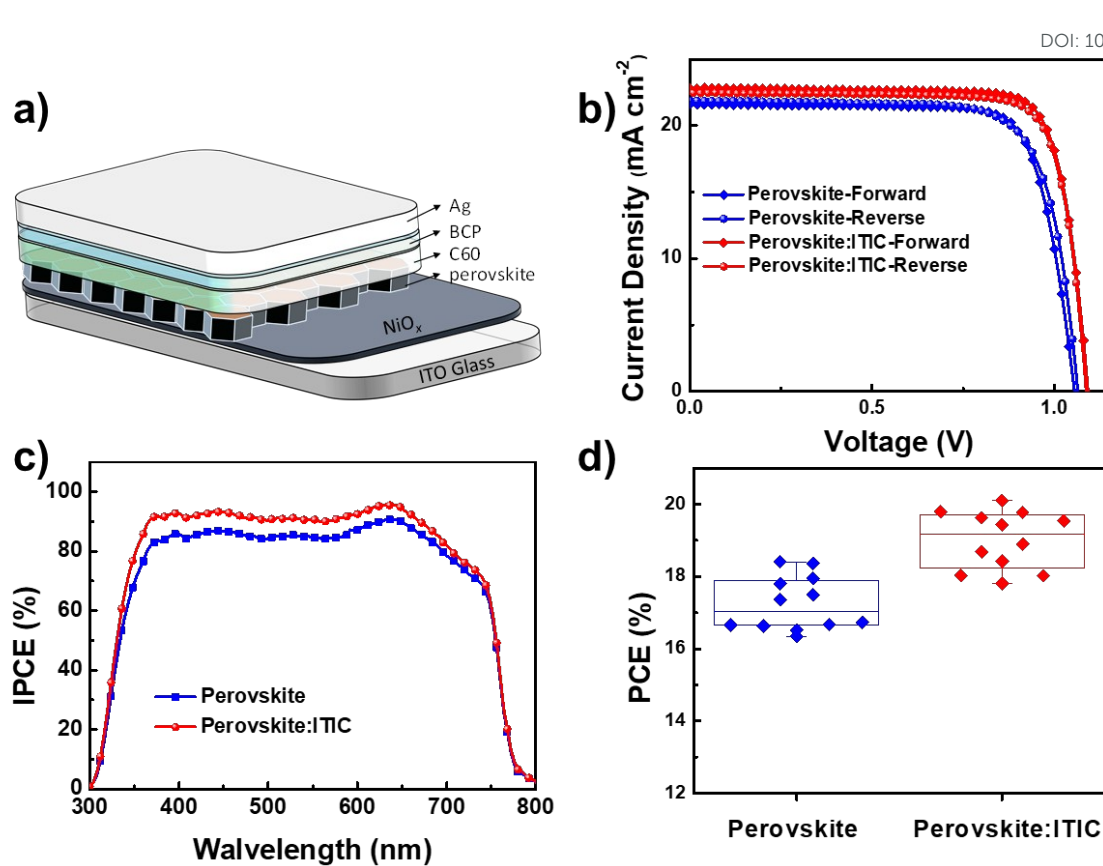 DOI: 10
a)
Ag
BCP
C60
perovskite
NiOₓ
ITO Glass
b)
Current Density (mA cm⁻²)
20
10
0
0.0
0.5
1.0
Voltage (V)
Perovskite-Forward
Perovskite-Reverse
Perovskite:ITIC-Forward
Perovskite:ITIC-Reverse
c)
IPCE (%)
100
80
60
40
20
0
300
400
500
600
700
800
Walvelength (nm)
Perovskite
Perovskite:ITIC
d)
PCE (%)
20
18
16
14
12
Perovskite
Perovskite:ITIC